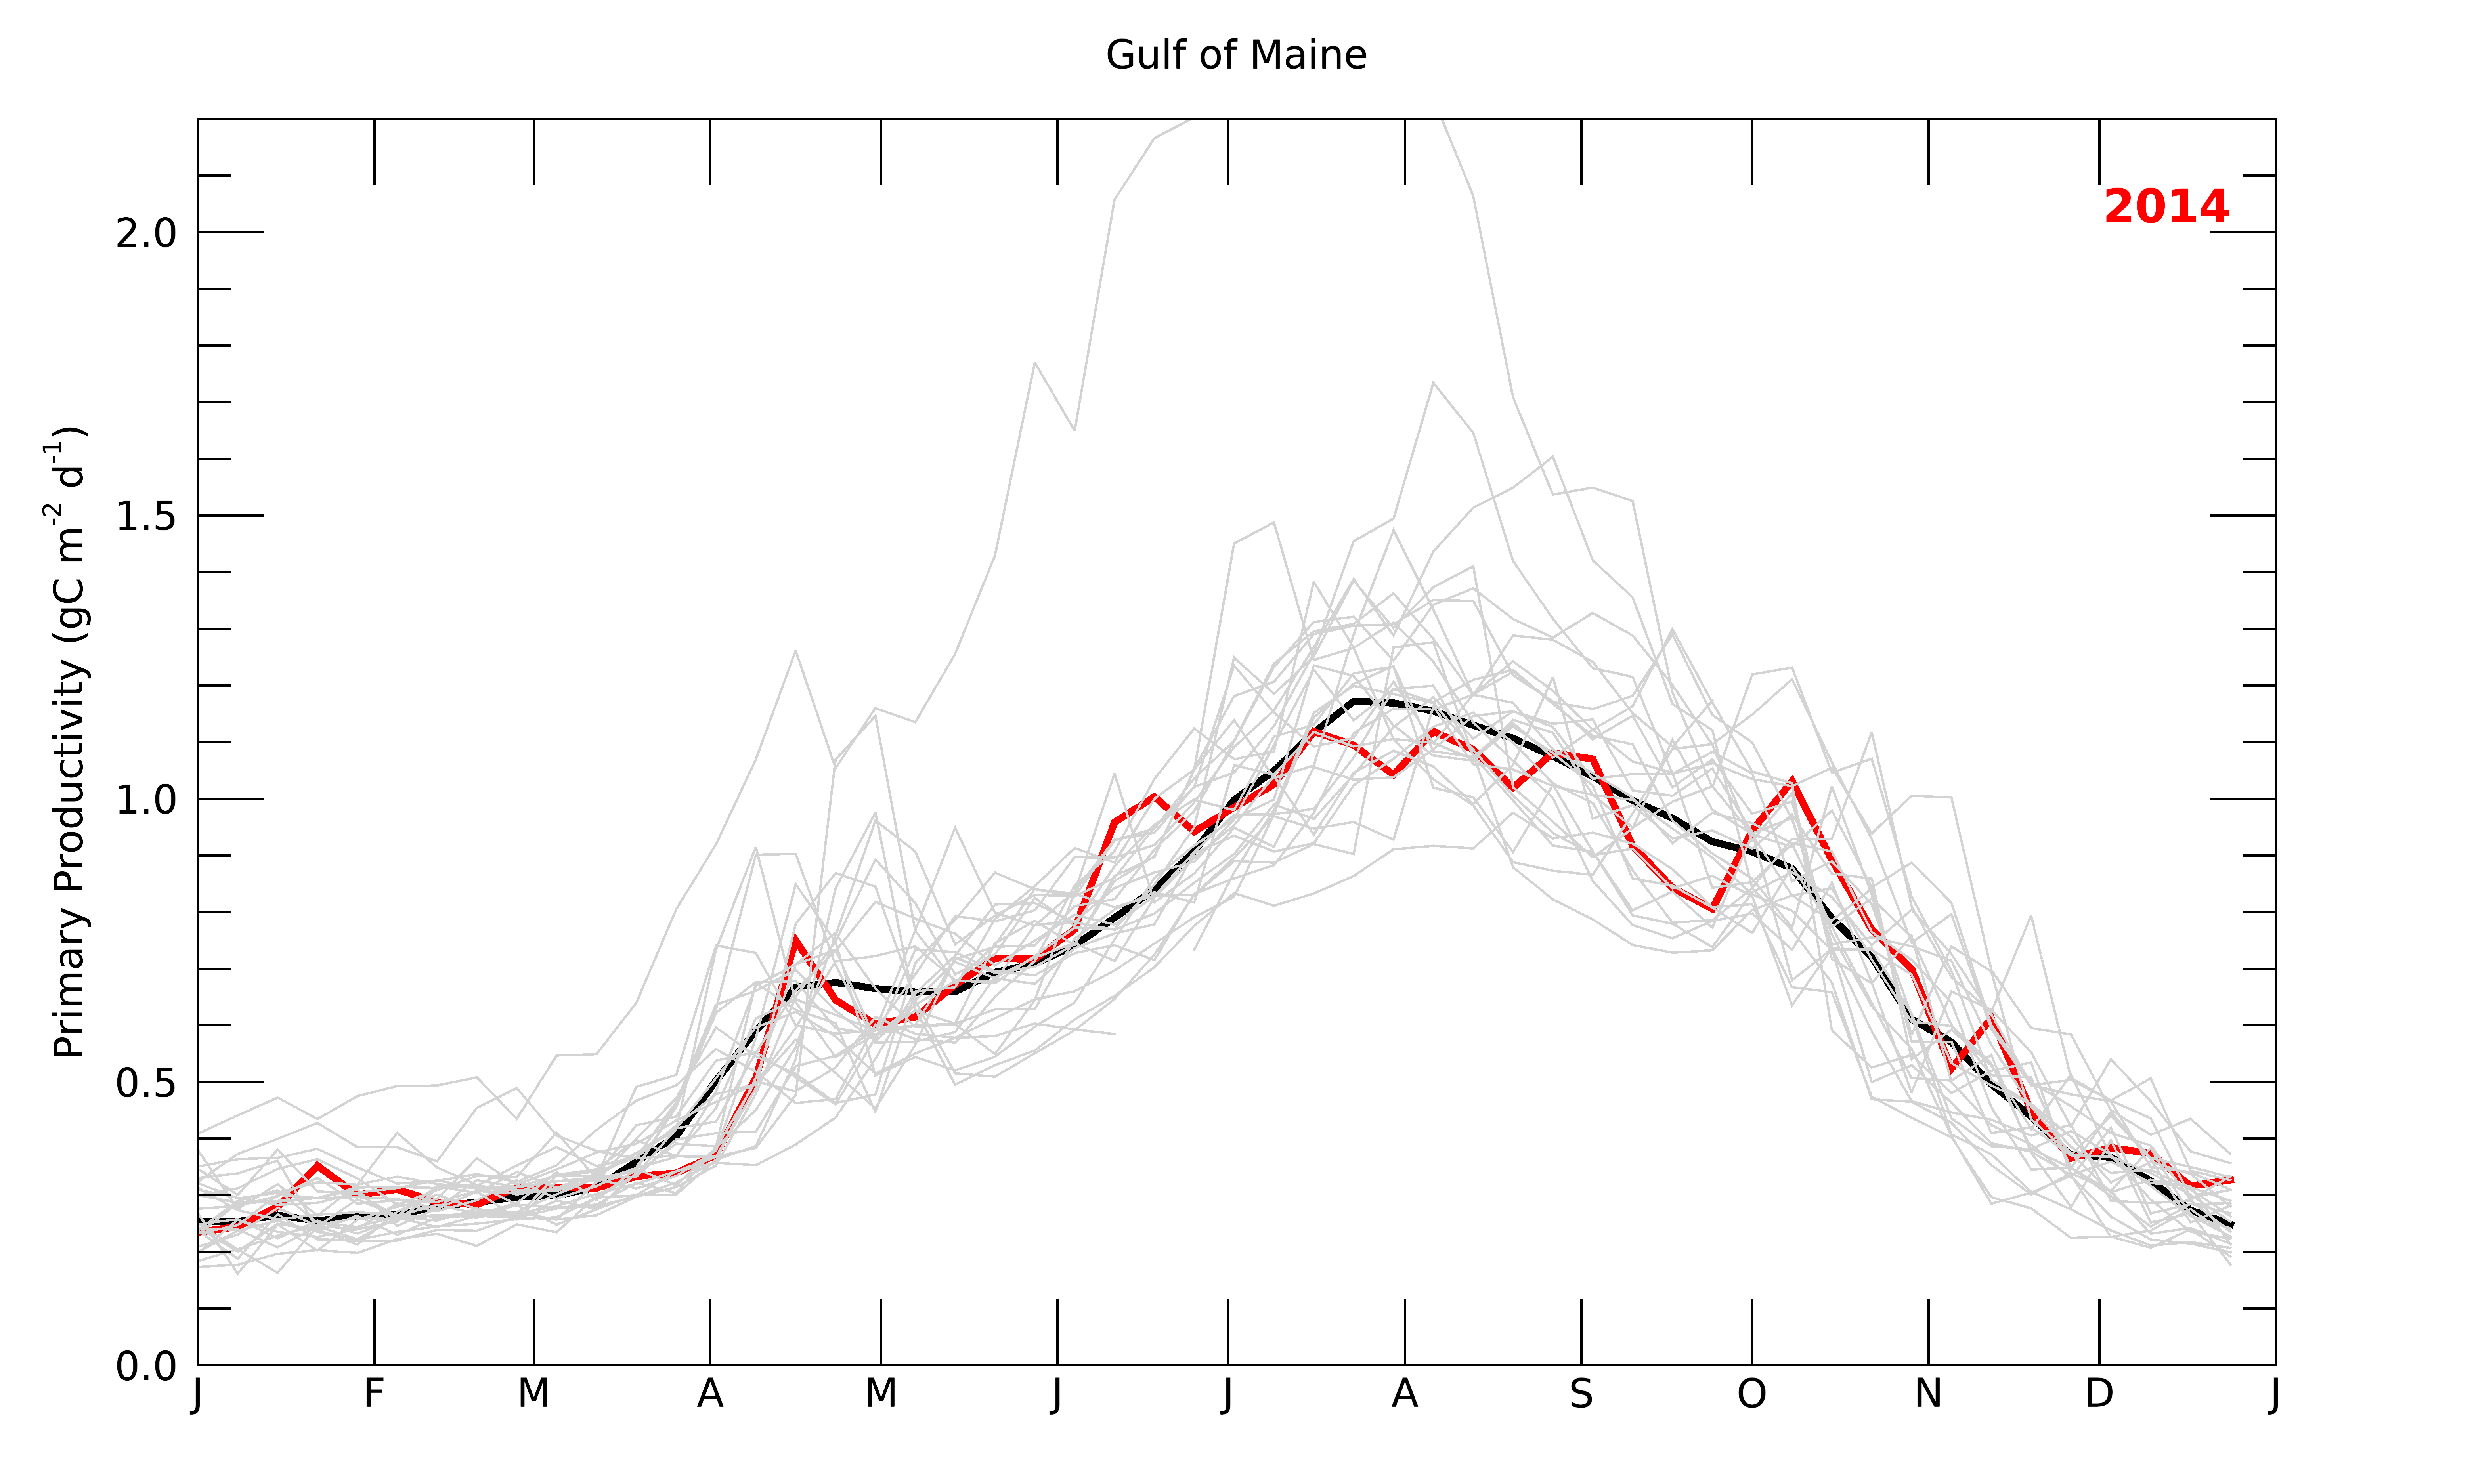 Gulf of Maine
2014
Primary Productivity (gC m⁻² d⁻¹)
2.0
1.5
1.0
0.5
0.0
J F M A M J J A S O N D J